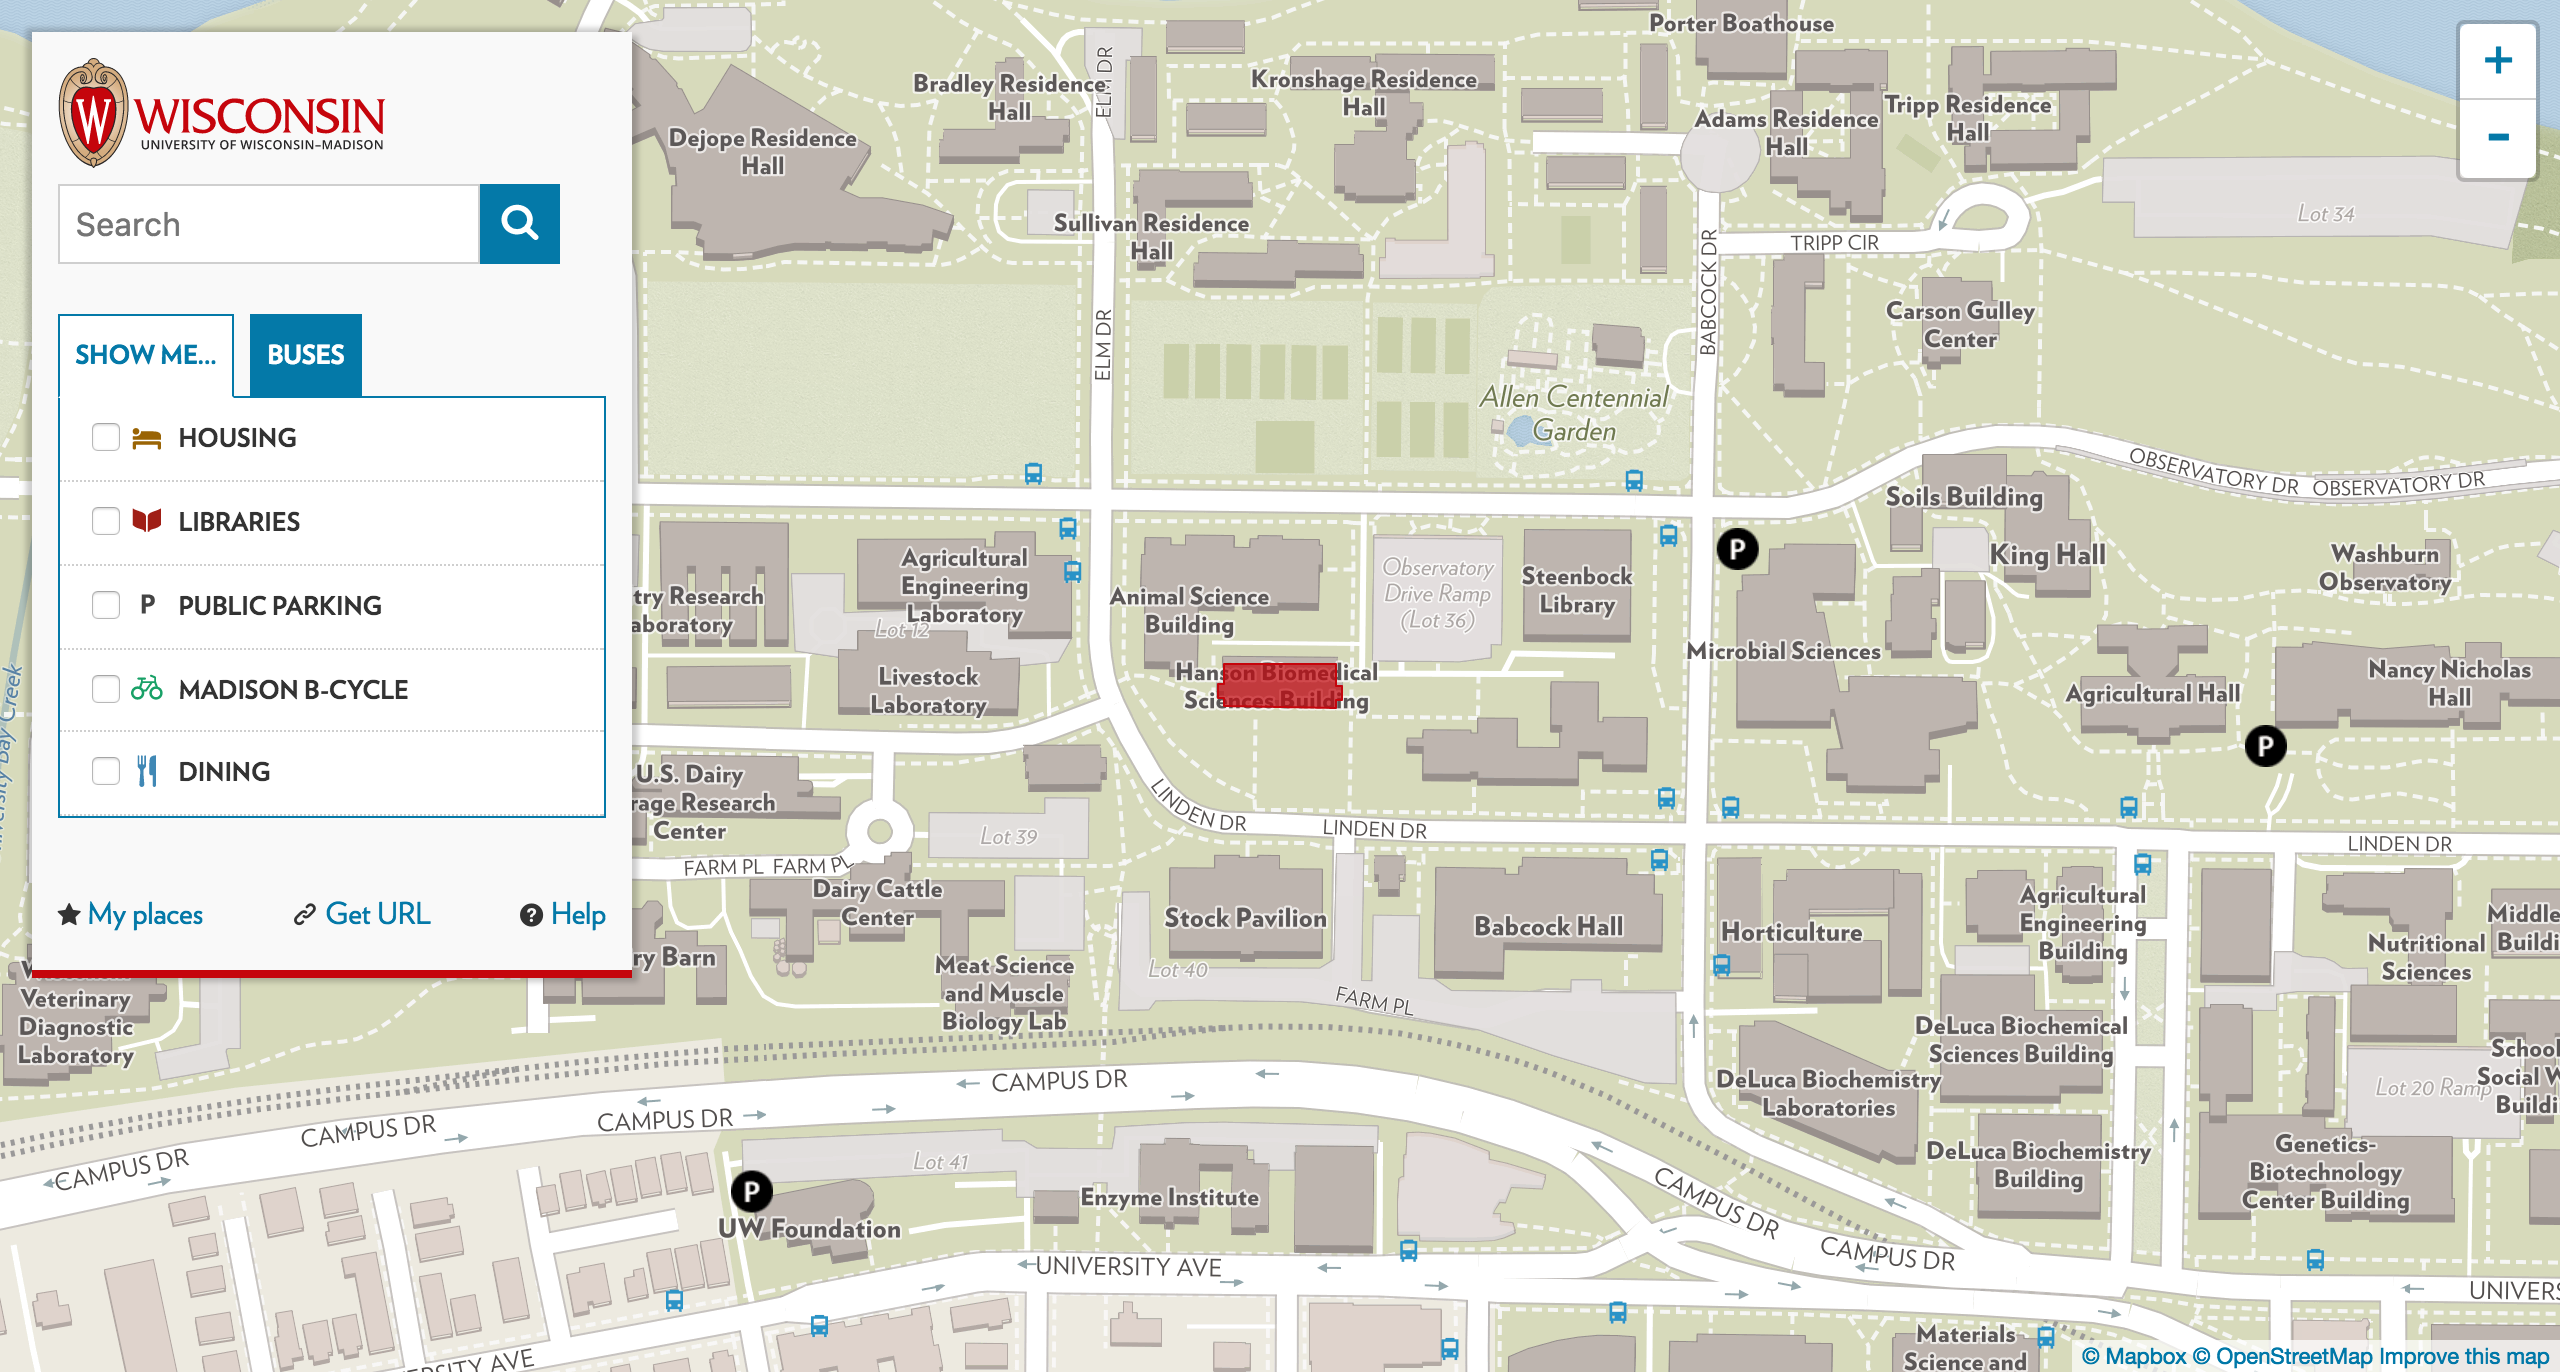 WISCONSIN
UNIVERSITY OF WISCONSIN–MADISON
Search
SHOW ME...
BUSES
HOUSING
LIBRARIES
P PUBLIC PARKING
MADISON B-CYCLE
DINING
My places
Get URL
? Help
+
-
Porter Boathouse
Bradley Residence
Hall
ELM DR
Kronshage Residence
Hall
Adams Residence
Hall
Tripp Residence
Hall
Dejope Residence
Hall
Sullivan Residence
Hall
Lot 34
TRIPP CIR
BABCOCK DR
ELM DR
Carson Gulley
Center
Allen Centennial
Garden
OBSERVATORY DR
OBSERVATORY DR
Soils Building
King Hall
Washburn
Observatory
P
Agricultural
Engineering
Laboratory
Lot 12
try Research
aboratory
Animal Science
Building
Observatory
Drive Ramp
(Lot 36)
Steenbock
Library
Microbial Sciences
Livestock
Laboratory
Hanson Biomedical
Sciences Building
Agricultural Hall
Nancy Nicholas
Hall
P
U.S. Dairy
rage Research
Center
LINDEN DR
LINDEN DR
LINDEN DR
Lot 39
FARM PL
FARM PL
Dairy Cattle
Center
Stock Pavilion
Babcock Hall
Horticulture
Agricultural
Engineering
Building
Middle
Buildi
Nutritional
Sciences
ry Barn
Meat Science
and Muscle
Biology Lab
Lot 40
FARM PL
Veterinary
Diagnostic
Laboratory
DeLuca Biochemical
Sciences Building
School
Social W
Buildi
Lot 20 Ramp
DeLuca Biochemistry
Laboratories
CAMPUS DR
CAMPUS DR
CAMPUS DR
CAMPUS DR
DeLuca Biochemistry
Building
Genetics-
Biotechnology
Center Building
Lot 41
P
UW Foundation
Enzyme Institute
CAMPUS DR
CAMPUS DR
UNIVERSITY AVE
UNIVERS
Materials
Science and
ERSITY AVE
© Mapbox © OpenStreetMap Improve this map